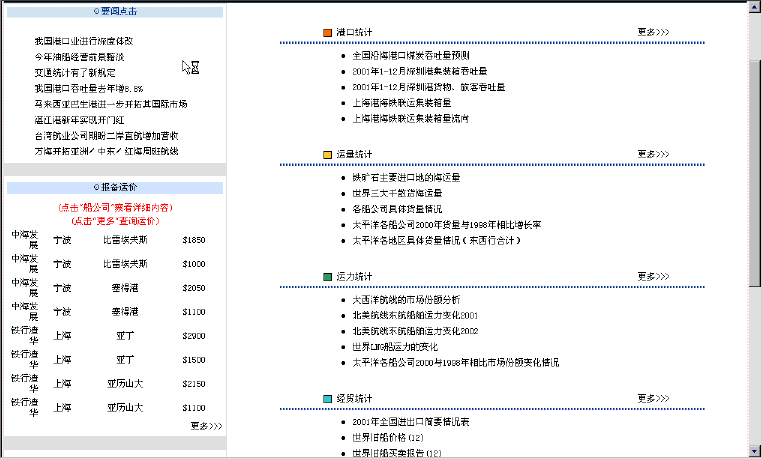 要闻点击
我国港口业进行深度体改
今年油船经营前景暗淡
交通统计有了新规定
我国港口吞吐量去年增8.6%
马来西亚巴生港进一步开拓其国际市场
湛江港新年实现开门红
台湾航业公司期盼二岸直航增加营收
万海开拓亚洲／中东／红海周班航线
报备运价
(点击"船公司"察看详细内容)
(点击"更多"查询运价)
中海发展 宁波 比雷埃夫斯 $1850
中海发展 宁波 比雷埃夫斯 $1000
中海发展 宁波 塞得港 $2050
中海发展 宁波 塞得港 $1100
铁行渣华 上海 亚丁 $2900
铁行渣华 上海 亚丁 $1500
铁行渣华 上海 亚历山大 $2150
铁行渣华 上海 亚历山大 $1100
更多>>>
港口统计 更多>>>
全国沿海港口煤炭吞吐量预测
2001年1-12月深圳港集装箱吞吐量
2001年1-12月深圳港货物、旅客吞吐量
上海港海铁联运集装箱量
上海港海铁联运集装箱流向
运量统计 更多>>>
铁矿石主要进口地的海运量
世界三大干散货海运量
各船公司具体货量情况
太平洋各船公司2000年货量与1998年相比增长率
太平洋各地区具体货量情况（东西行合计）
运力统计 更多>>>
大西洋航线的市场份额分析
北美航线东航船舶运力变化2001
北美航线东航船舶运力变化2002
世界LNG船运力的变化
太平洋各船公司2000与1998年相比市场份额变化情况
经贸统计 更多>>>
2001年全国进出口简要情况表
世界旧船价格(12)
世界旧船买卖报告(12)